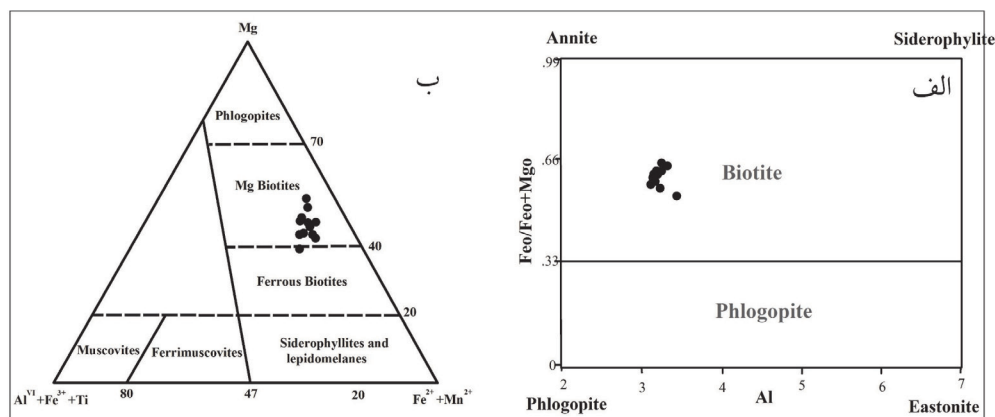 Mg
ب
Phlogopites
70
Mg Biotites
40
Ferrous Biotites
20
Muscovites
Ferrimuscovites
Siderophyllites and
lepidomelanes
Al^VI+Fe^3++Ti
80
47
20
Fe^2++Mn^2+
Annite
Siderophylite
الف
.99
.66
.33
0
Feo/Feo+Mgo
Biotite
Phlogopite
2
3
4
5
6
7
Al
Phlogopite
Eastonite